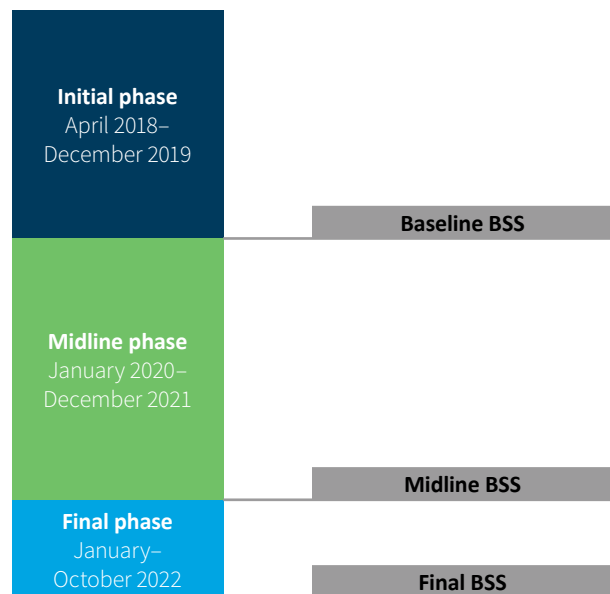 Initial phase
April 2018–
December 2019
Baseline BSS
Midline phase
January 2020–
December 2021
Midline BSS
Final phase
January–
October 2022
Final BSS